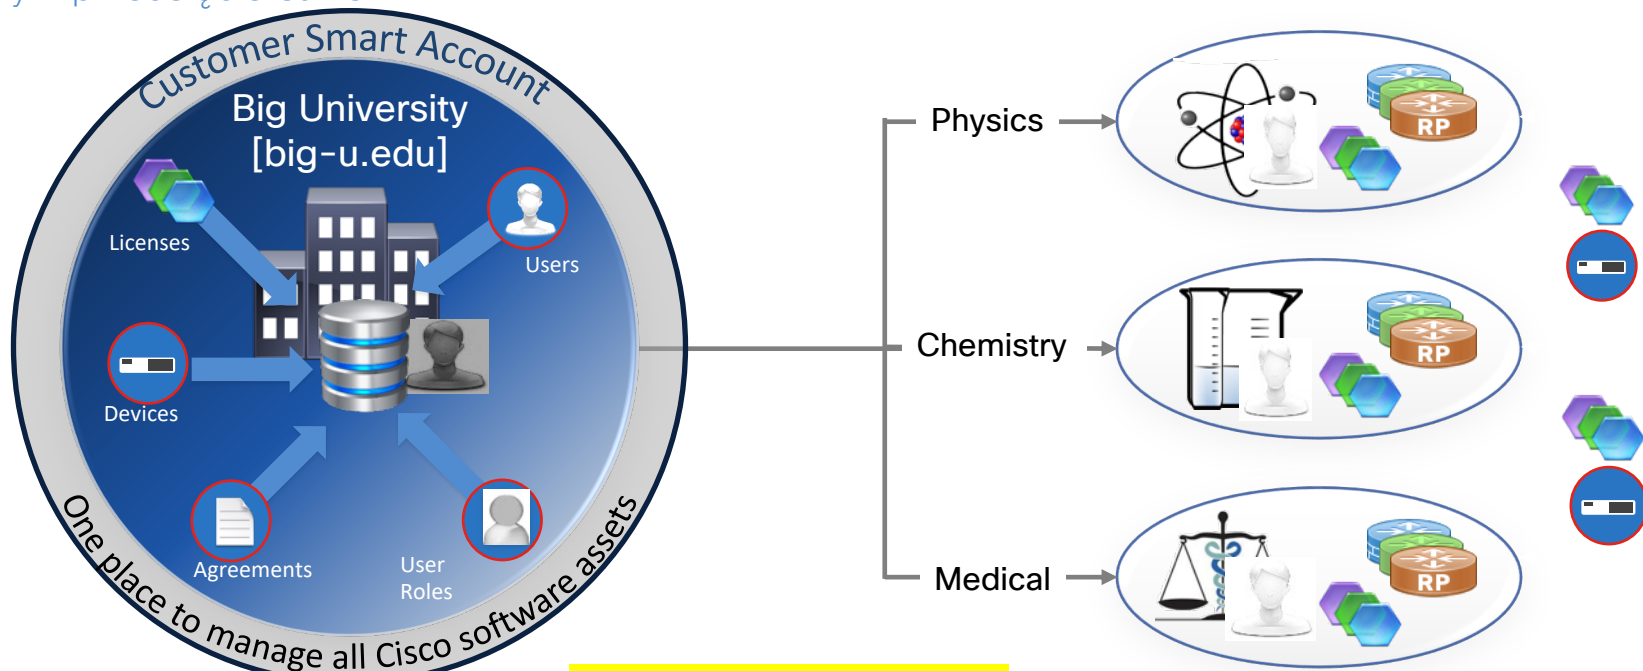 Customer Smart Account
Big University
[big-u.edu]
Licenses
Users
Devices
Agreements
User
Roles
One place to manage all Cisco software assets
Physics
RP
Chemistry
RP
Medical
RP